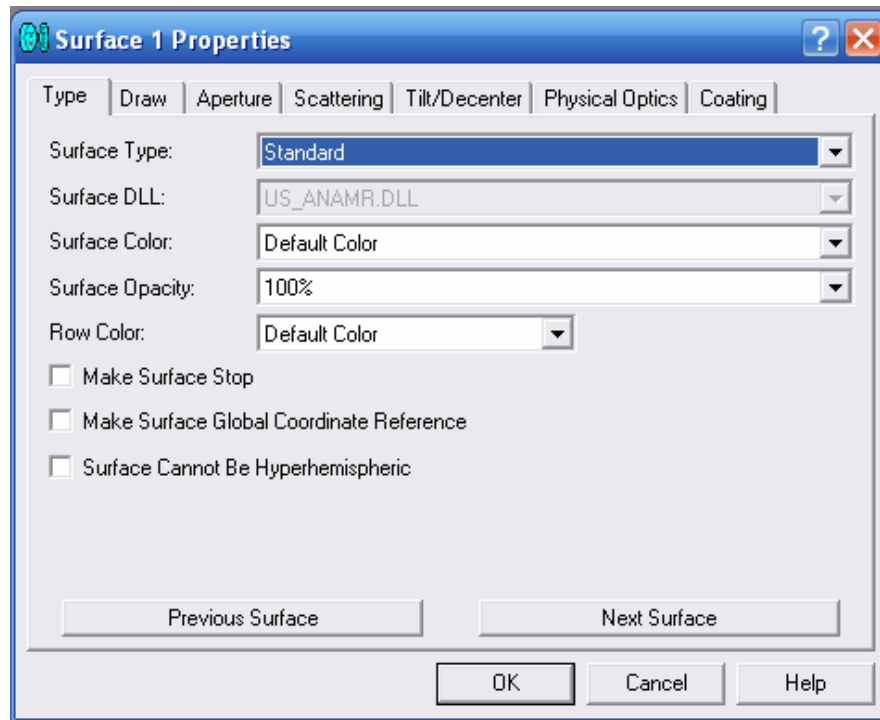 Surface 1 Properties
Type Draw Aperture Scattering Tilt/Decenter Physical Optics Coating
Surface Type: Standard
Surface DLL: US_ANAMR.DLL
Surface Color: Default Color
Surface Opacity: 100%
Row Color: Default Color
Make Surface Stop
Make Surface Global Coordinate Reference
Surface Cannot Be Hyperhemispheric
Previous Surface Next Surface
OK Cancel Help